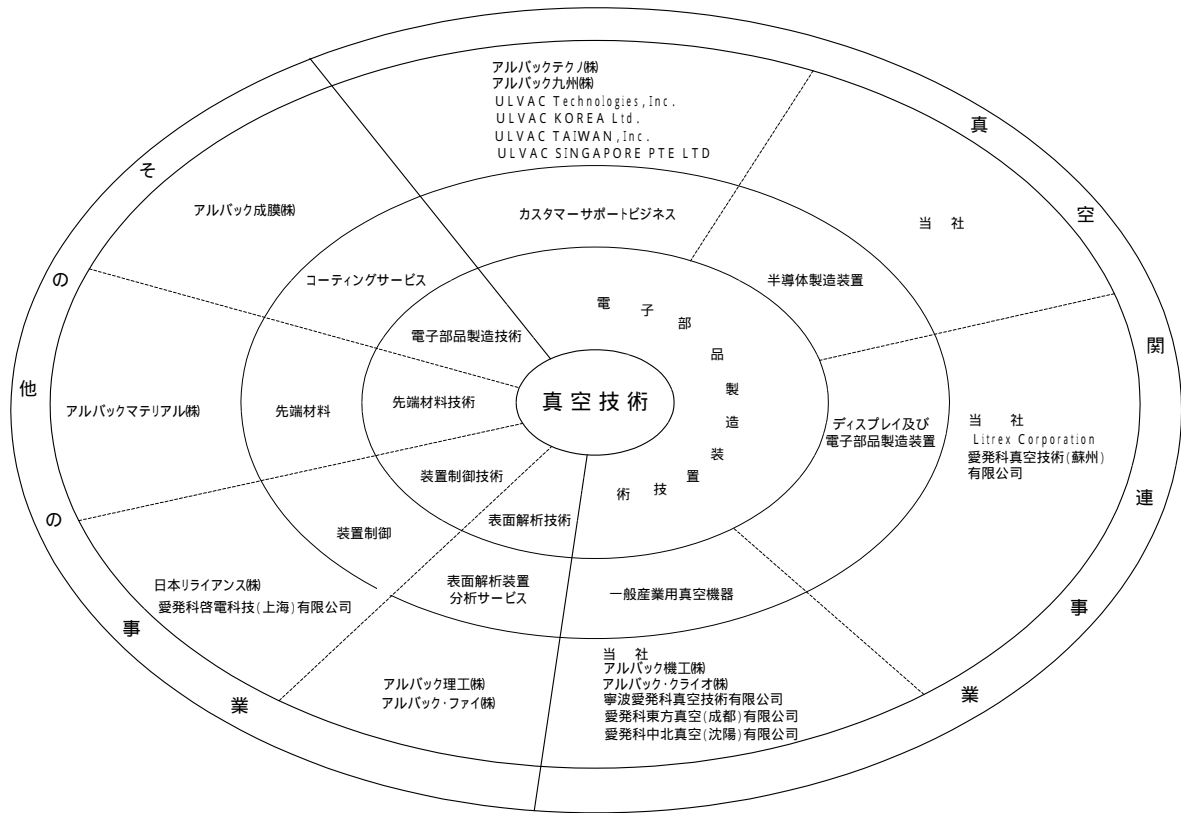 アルバックテクノ㈱
アルバック九州㈱
ULVAC Technologies,Inc.
ULVAC KOREA Ltd.
ULVAC TAIWAN,Inc.
ULVAC SINGAPORE PTE LTD
真空関連事業
その他の事業
アルバック成膜㈱
カスタマーサポートビジネス
当 社
コーティングサービス
半導体製造装置
電子部品製造装置技術
電子部品製造技術
真空技術
アルバックマテリアル㈱
先端材料
先端材料技術
ディスプレイ及び
電子部品製造装置
当 社
Litrex Corporation
愛発科真空技術(蘇州)
有限公司
装置制御技術
表面解析技術
装置制御
日本リライアンス㈱
愛発科啓電科技(上海)有限公司
表面解析装置
分析サービス
一般産業用真空機器
アルバック理工㈱
アルバック・ファイ㈱
当 社
アルバック機工㈱
アルバック・クライオ㈱
寧波愛発科真空技術有限公司
愛発科東方真空(成都)有限公司
愛発科中北真空(沈陽)有限公司